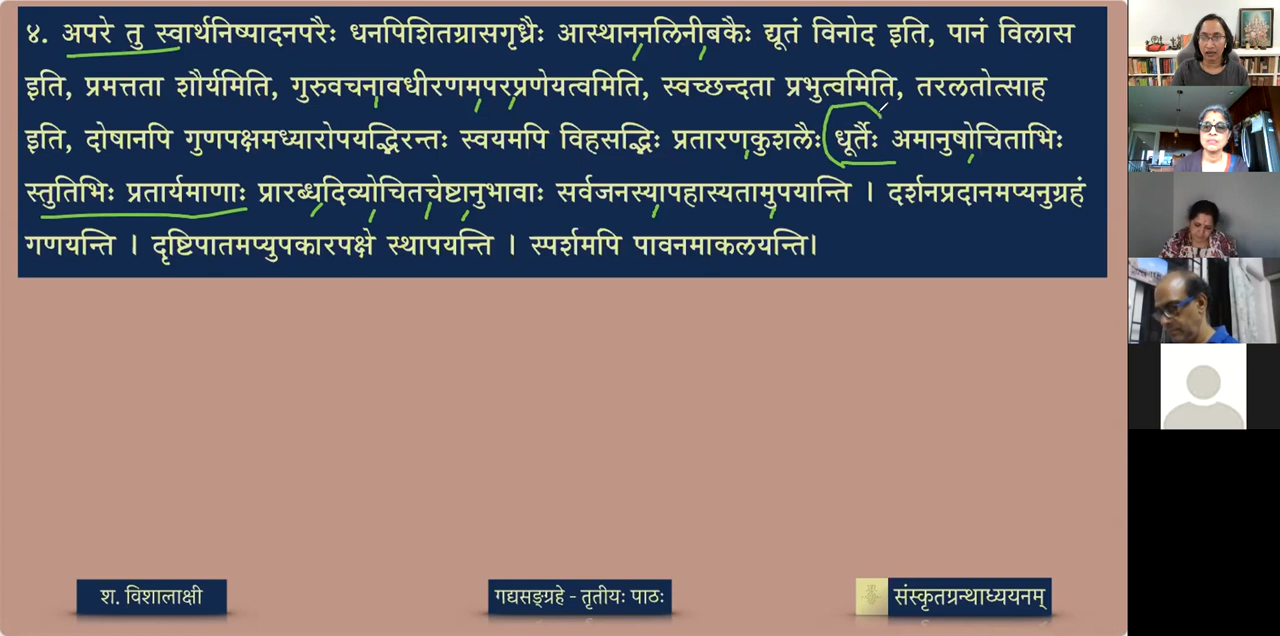 ४. अपरे तु स्वार्थनिष्पादनपरैः धनपिशितग्रासगृध्रैः आस्थाननलिनीबकैः द्यूतं विनोद इति, पानं विलास
इति, प्रमत्तता शौर्यमिति, गुरुवचनावधीरणमपरप्रणेयत्वमिति, स्वच्छन्दता प्रभुत्वमिति, तरलतोत्साह
इति, दोषानपि गुणपक्षमध्यारोपयद्भिरन्तः स्वयमपि विहसद्भिः प्रतारणकुशलैः धूर्तैः अमानुषोचिताभिः
स्तुतिभिः प्रतार्यमाणाः प्रारब्धदिव्योचितचेष्टानुभावाः सर्वजनस्यापहास्यतामुपयान्ति । दर्शनप्रदानमप्यनुग्रहं
गणयन्ति । दृष्टिपातमप्युपकारपक्षे स्थापयन्ति । स्पर्शमपि पावनमाकलयन्ति।
श. विशालाक्षी
गद्यसङ्ग्रहे - तृतीयः पाठः
संस्कृतग्रन्थाध्ययनम्